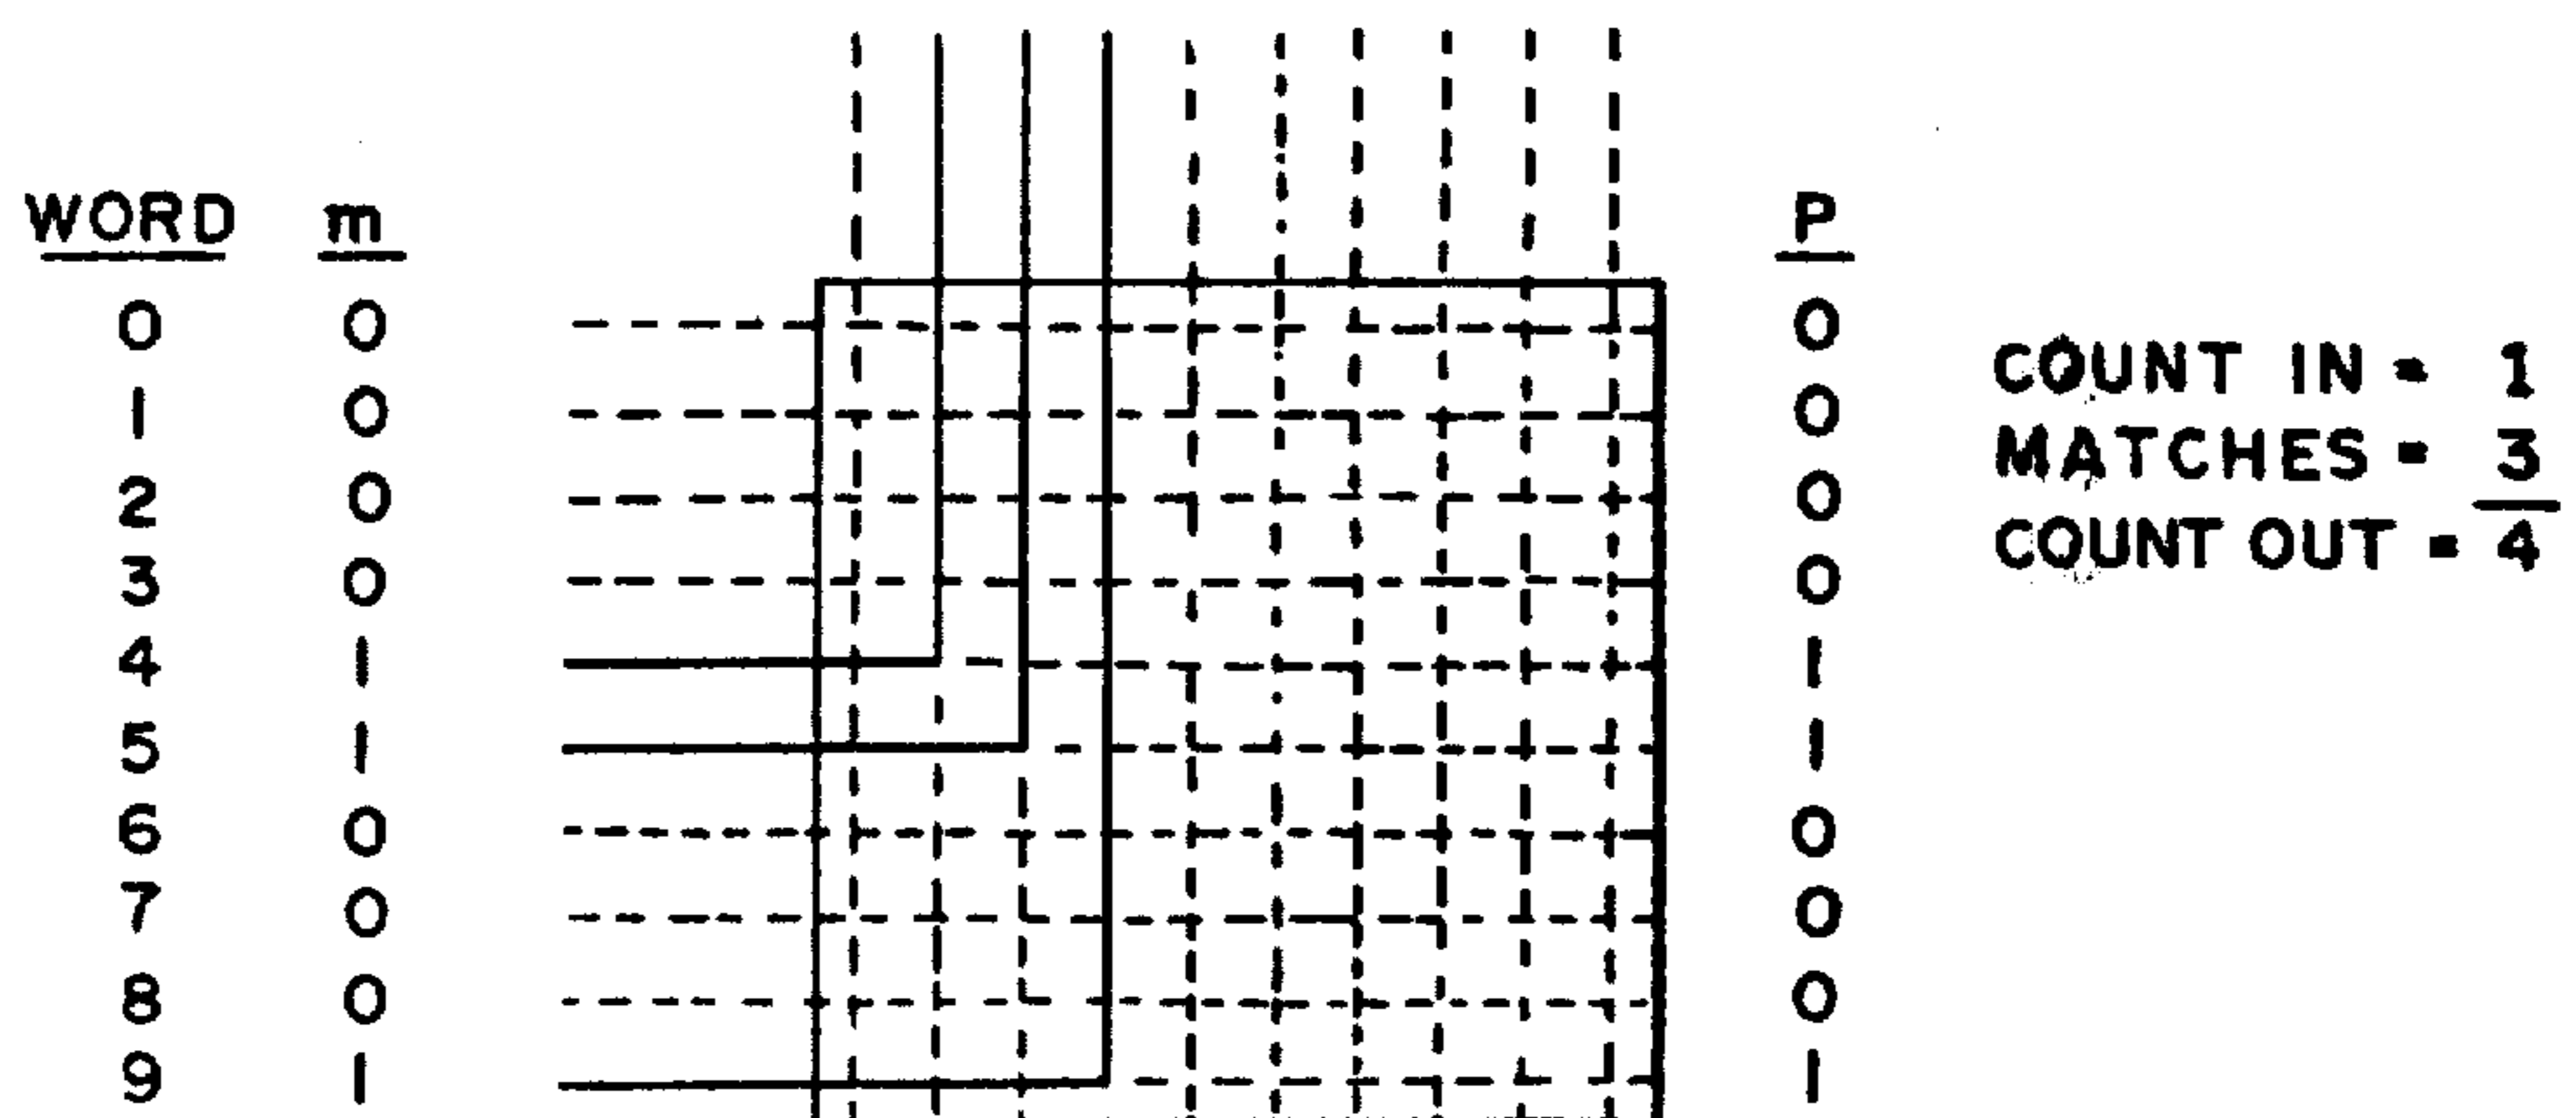 WORD m P
0 0 0
1 0 0
2 0 0
3 0 0
4 1 1
5 1 1
6 0 0
7 0 0
8 0 0
9 1 1
COUNT IN = 1
MATCHES = 3
COUNT OUT = 4